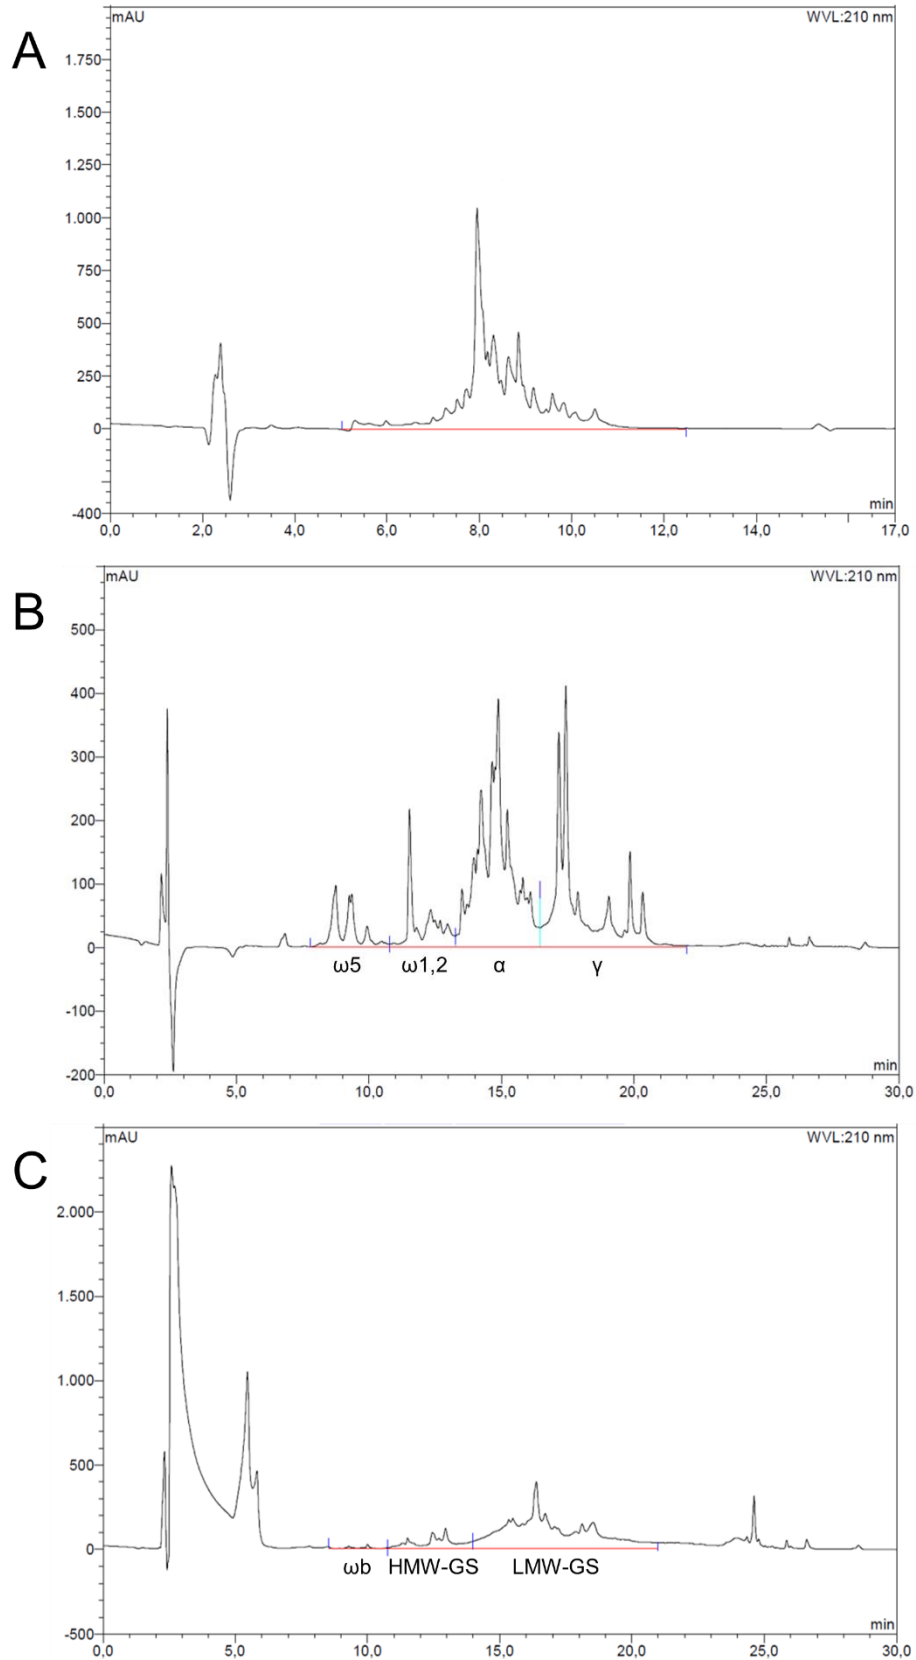 A
mAU
WVL:210 nm
1.750
1.500
1.250
1.000
750
500
250
0
-400
min
0,0 2,0 4,0 6,0 8,0 10,0 12,0 14,0 17,0
B
mAU
WVL:210 nm
500
400
300
200
100
0
ω5 ω1,2 α γ
-100
-200
min
0,0 5,0 10,0 15,0 20,0 25,0 30,0
C
mAU
WVL:210 nm
2.000
1.500
1.000
500
0
ωb HMW-GS LMW-GS
-500
min
0,0 5,0 10,0 15,0 20,0 25,0 30,0